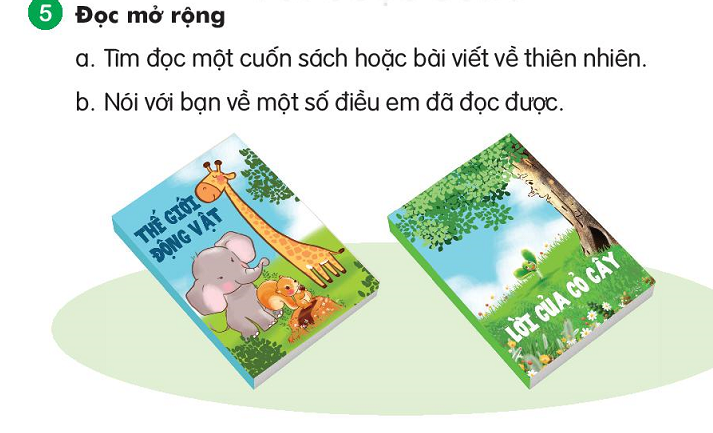 5 Đọc mở rộng
a. Tìm đọc một cuốn sách hoặc bài viết về thiên nhiên.
b. Nói với bạn về một số điều em đã đọc được.
THẾ GIỚI
ĐỘNG VẬT
LỜI CỦA CỎ CÂY